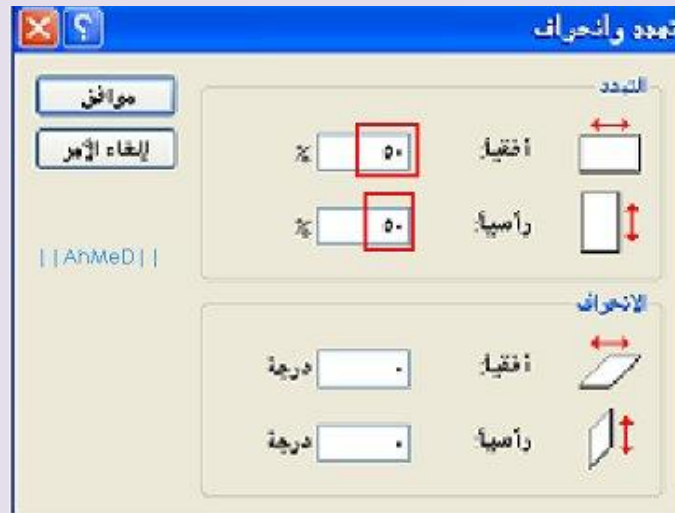 تمدد وانحراف
التمدد
أفقياً: ٥٠ %
رأسياً: ٥٠ %
الانحراف
أفقياً: ٠ درجة
رأسياً: ٠ درجة
موافق
إلغاء الأمر
||AhMeD||